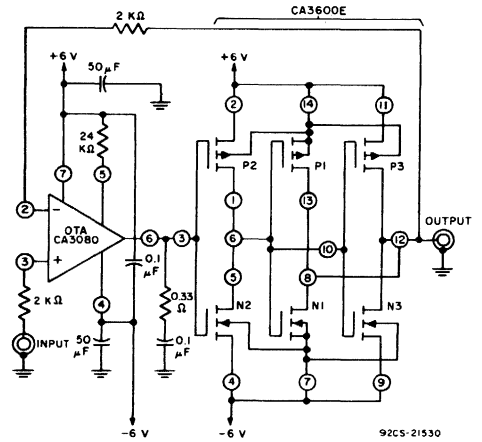 2 KΩ
CA3600E
+6 V
50µF
+6 V
2
14
11
24
KΩ
P2
P1
P3
7
5
1
13
2
-
OTA
CA3080
3
+
6
3
6
10
12
OUTPUT
0.1
µF
5
8
2 KΩ
4
0.33
Ω
N2
N1
N3
INPUT
50
µF
0.1
µF
4
7
9
-6 V
-6 V
92CS-21530